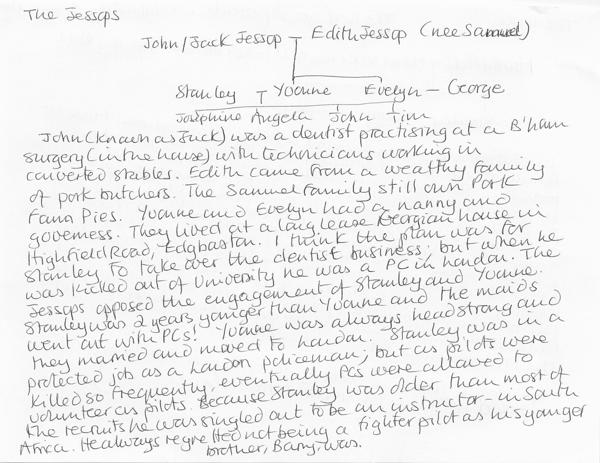 The Jessops
John/Jack Jessop – Edith Jessop (nee Sammuel)
Stanley – Yvonne Evelyn – George
Josephine Angela John Tim
John (known as Jack) was a dentist practising at a B'ham
surgery (in the house) with technicians working in
converted stables. Edith came from a wealthy family
of pork butchers. The Sammuel family still own Pork
Farm Pies. Yvonne and Evelyn had a nanny and
governess. They lived at a long lease Georgian house in
Highfield Road, Edgbaston. I think the plan was for
Stanley to take over the dentist business; but when he
was kicked out of University he was a PC in London. The
Jessops opposed the engagement of Stanley and Yvonne.
Stanley was 2 years younger than Yvonne and the maids
went out with PCs! Yvonne was always headstrong and
they married and moved to London. Stanley was in a
protected job as a London policeman; but as pilots were
killed so frequently, eventually PCs were allowed to
volunteer as pilots. Because Stanley was older than most of
the recruits he was singled out to be an instructor – in South
Africa. He always regretted not being a fighter pilot as his younger
brother, Barry, was.